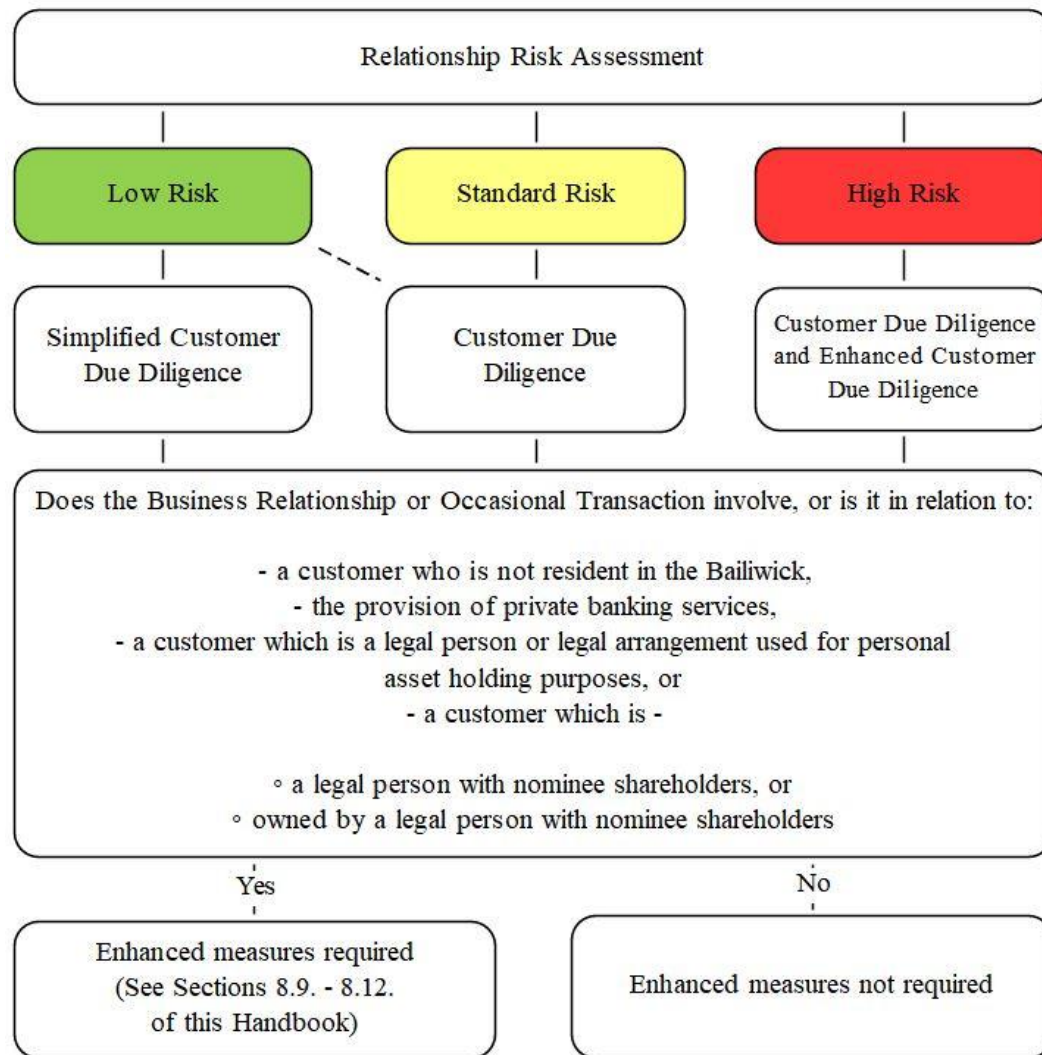 Relationship Risk Assessment
Low Risk
Standard Risk
High Risk
Simplified Customer
Due Diligence
Customer Due
Diligence
Customer Due Diligence
and Enhanced Customer
Due Diligence
Does the Business Relationship or Occasional Transaction involve, or is it in relation to:
- a customer who is not resident in the Bailiwick,
- the provision of private banking services,
- a customer which is a legal person or legal arrangement used for personal
asset holding purposes, or
- a customer which is -
∘ a legal person with nominee shareholders, or
∘ owned by a legal person with nominee shareholders
Yes
No
Enhanced measures required
(See Sections 8.9. - 8.12.
of this Handbook)
Enhanced measures not required